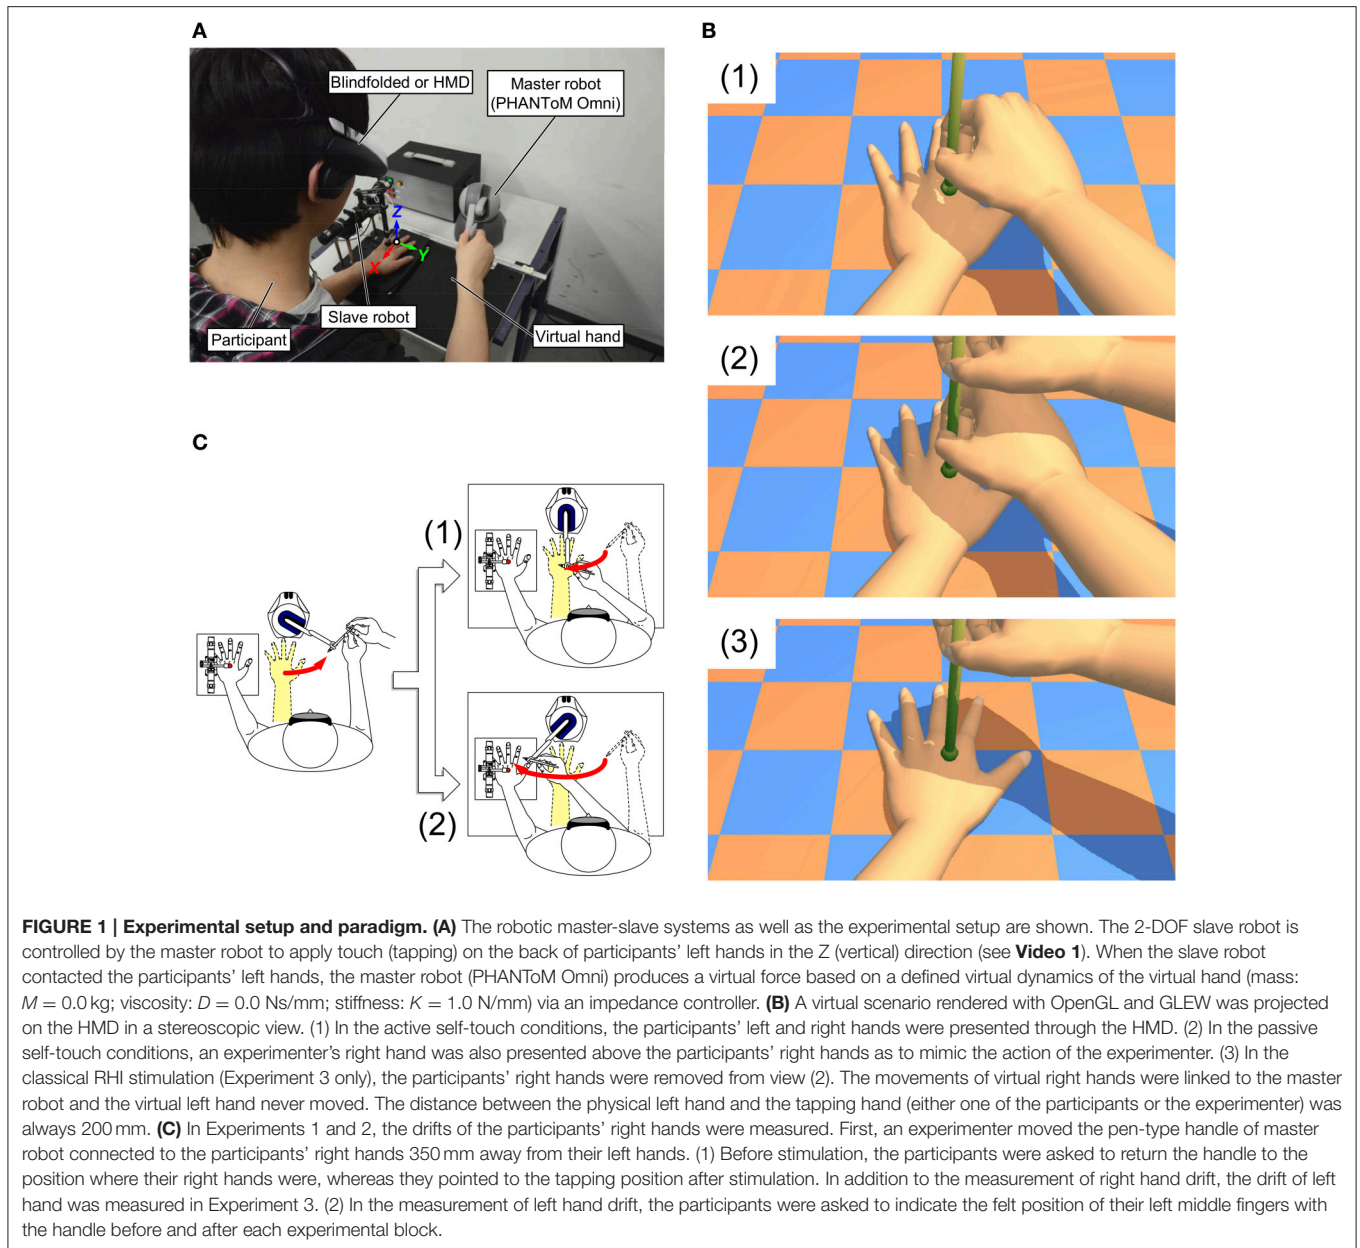 A
Blindfolded or HMD
Master robot
(PHANToM Omni)
Z
Y
X
Slave robot
Participant
Virtual hand
B
(1)
(2)
(3)
C
(1)
(2)
FIGURE 1 | Experimental setup and paradigm. (A) The robotic master-slave systems as well as the experimental setup are shown. The 2-DOF slave robot is
controlled by the master robot to apply touch (tapping) on the back of participants' left hands in the Z (vertical) direction (see Video 1). When the slave robot
contacted the participants' left hands, the master robot (PHANToM Omni) produces a virtual force based on a defined virtual dynamics of the virtual hand (mass:
M = 0.0 kg; viscosity: D = 0.0 Ns/mm; stiffness: K = 1.0 N/mm) via an impedance controller. (B) A virtual scenario rendered with OpenGL and GLEW was projected
on the HMD in a stereoscopic view. (1) In the active self-touch conditions, the participants' left and right hands were presented through the HMD. (2) In the passive
self-touch conditions, an experimenter's right hand was also presented above the participants' right hands as to mimic the action of the experimenter. (3) In the
classical RHI stimulation (Experiment 3 only), the participants' right hands were removed from view (2). The movements of virtual right hands were linked to the master
robot and the virtual left hand never moved. The distance between the physical left hand and the tapping hand (either one of the participants or the experimenter) was
always 200 mm. (C) In Experiments 1 and 2, the drifts of the participants' right hands were measured. First, an experimenter moved the pen-type handle of master
robot connected to the participants' right hands 350 mm away from their left hands. (1) Before stimulation, the participants were asked to return the handle to the
position where their right hands were, whereas they pointed to the tapping position after stimulation. In addition to the measurement of right hand drift, the drift of left
hand was measured in Experiment 3. (2) In the measurement of left hand drift, the participants were asked to indicate the felt position of their left middle fingers with
the handle before and after each experimental block.